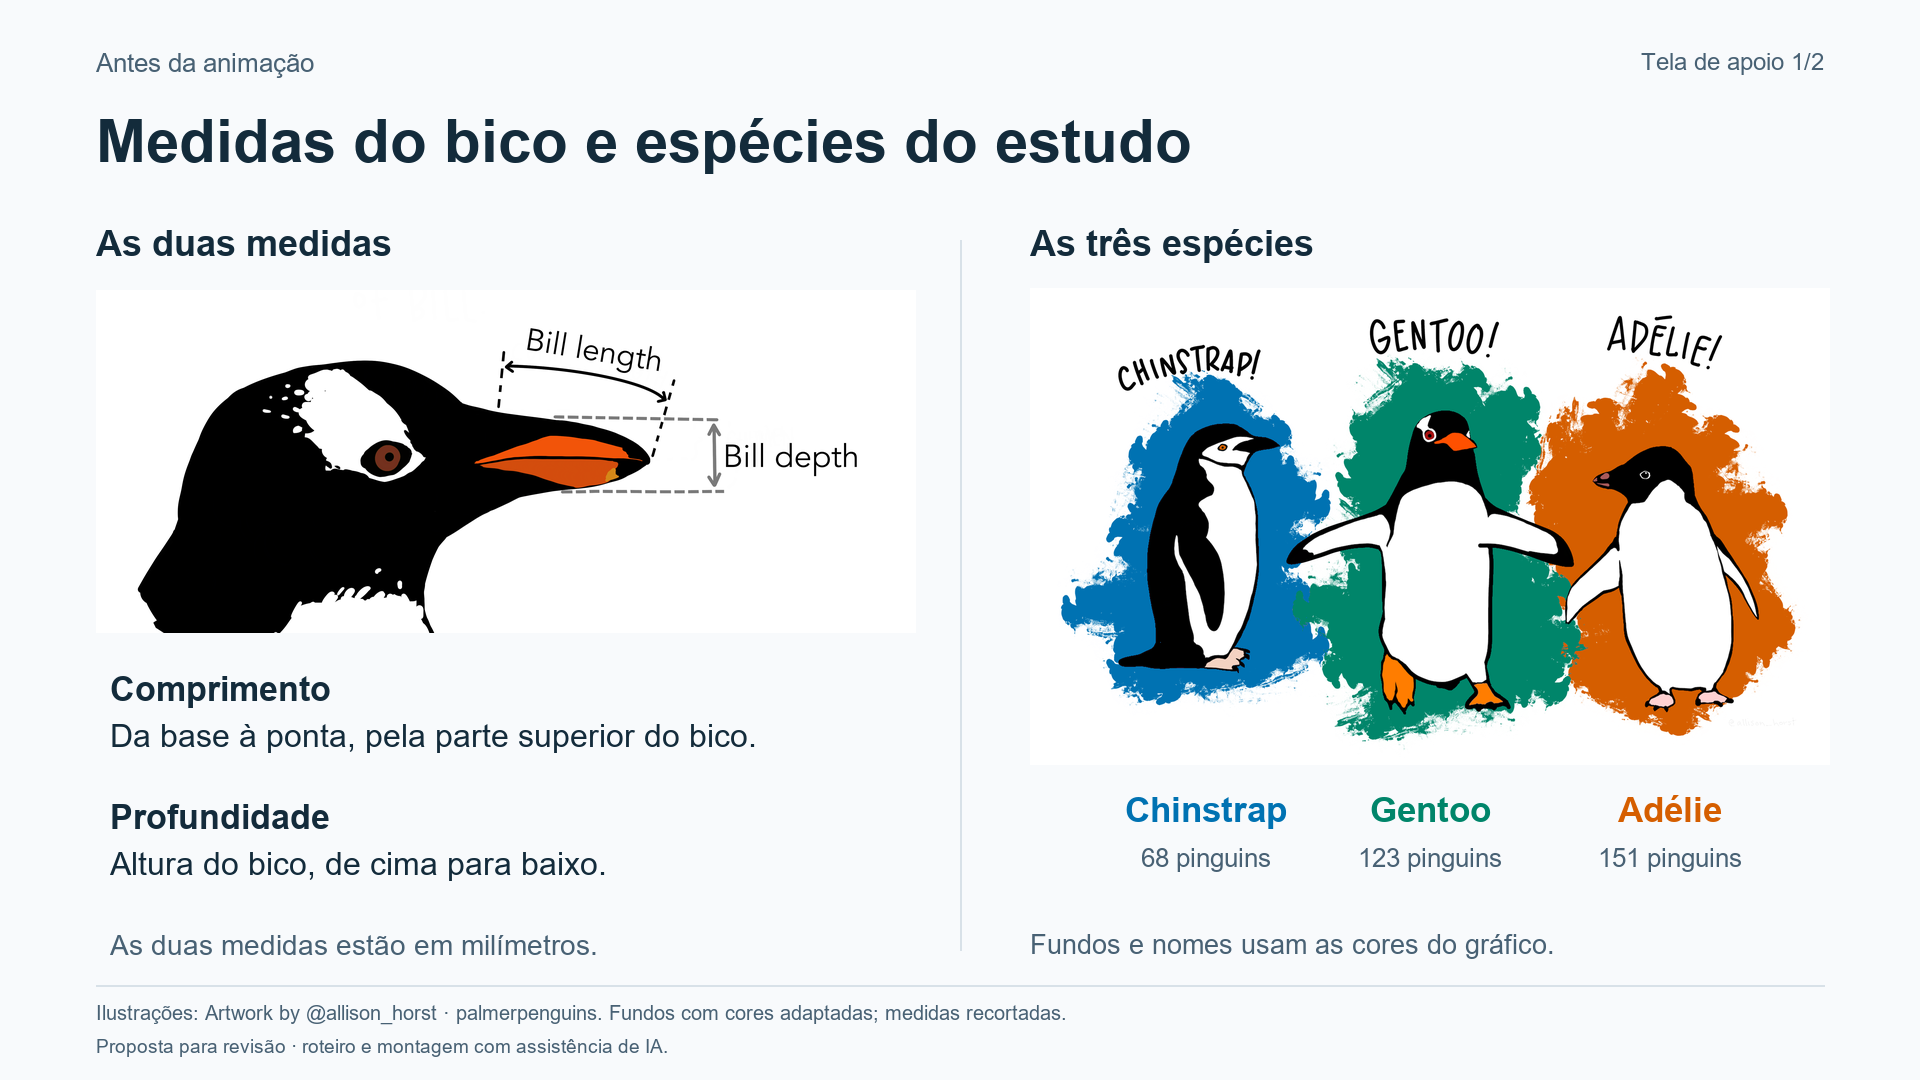 Antes da animação
Tela de apoio 1/2
Medidas do bico e espécies do estudo
As duas medidas
Bill length
Bill depth
Comprimento
Da base à ponta, pela parte superior do bico.
Profundidade
Altura do bico, de cima para baixo.
As duas medidas estão em milímetros.
As três espécies
CHINSTRAP!
GENTOO!
ADÉLIE!
Chinstrap
Gentoo
Adélie
68 pinguins
123 pinguins
151 pinguins
Fundos e nomes usam as cores do gráfico.
Ilustrações: Artwork by @allison_horst · palmerpenguins. Fundos com cores adaptadas; medidas recortadas.
Proposta para revisão · roteiro e montagem com assistência de IA.